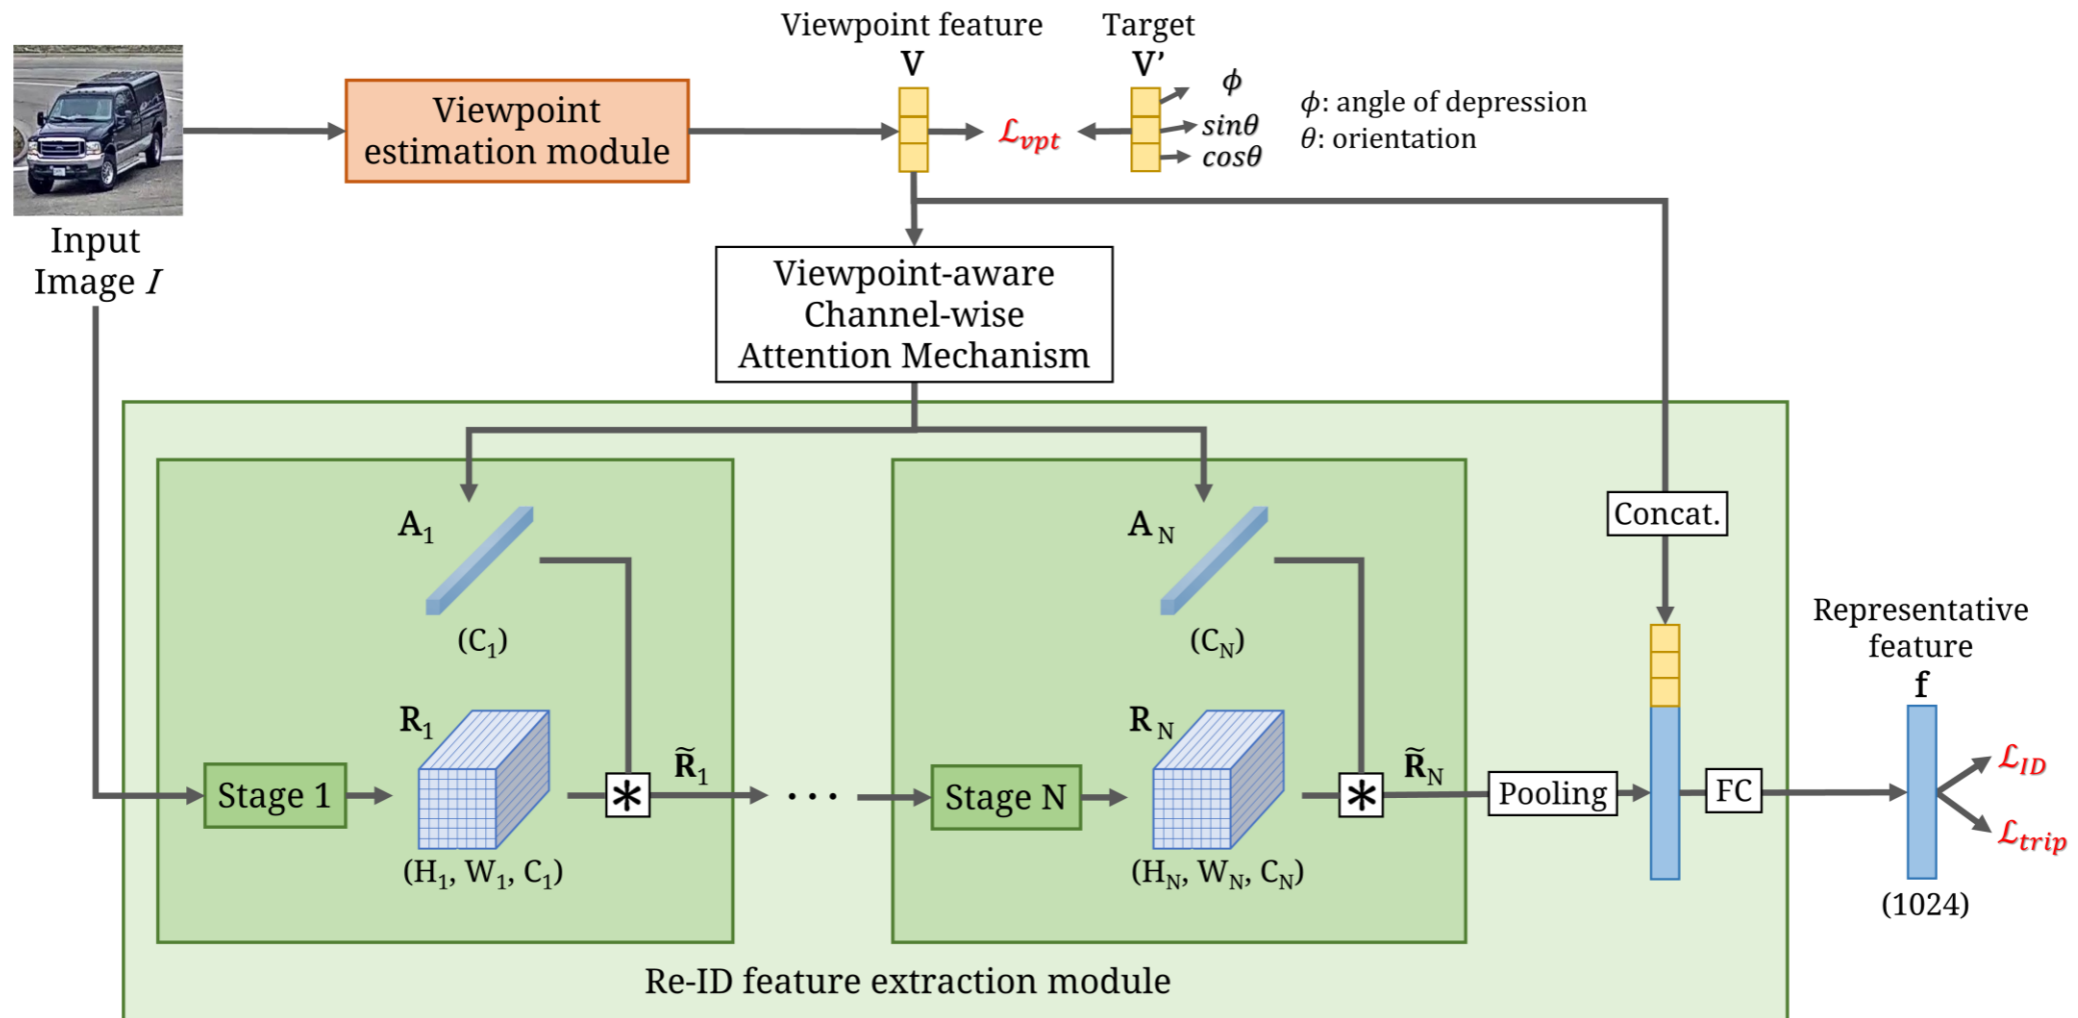 Viewpoint feature
V
Target
V’
Viewpoint
estimation module
ℒvpt
ϕ
sinθ
cosθ
ϕ: angle of depression
θ: orientation
Input
Image I
Viewpoint-aware
Channel-wise
Attention Mechanism
A1
(C1)
R1
Stage 1
(H1, W1, C1)
*
R̃1
···
AN
(CN)
RN
Stage N
(HN, WN, CN)
*
R̃N
Pooling
Concat.
FC
Representative
feature
f
(1024)
ℒID
ℒtrip
Re-ID feature extraction module